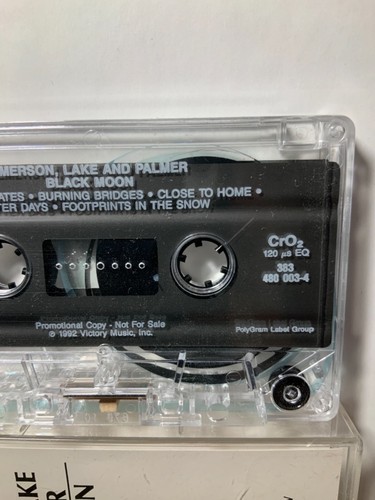 MERSON, LAKE AND PALMER
BLACK MOON
ATES • BURNING BRIDGES • CLOSE TO HOME •
TER DAYS • FOOTPRINTS IN THE SNOW
CrO2
120 µs EQ
383
480 003-4
Promotional Copy - Not For Sale
© 1992 Victory Music, Inc.
PolyGram Label Group
KE
R
N